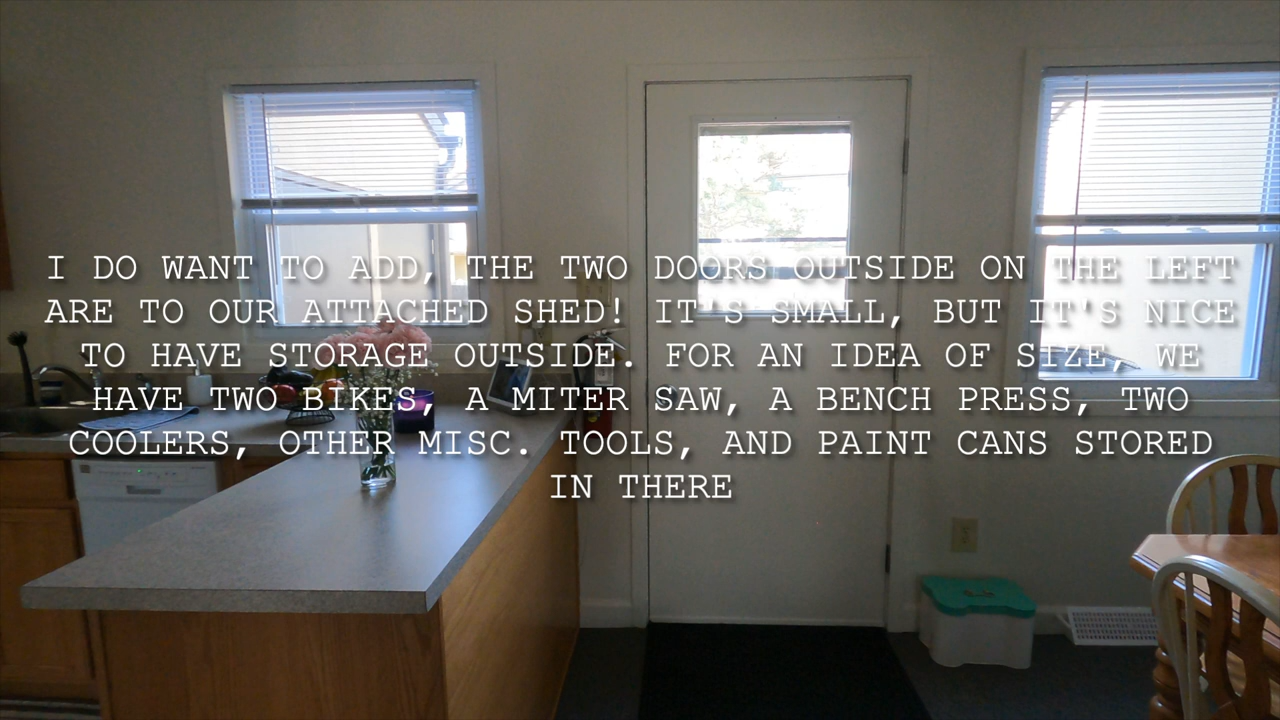 I DO WANT TO ADD, THE TWO DOORS OUTSIDE ON THE LEFT
ARE TO OUR ATTACHED SHED! IT'S SMALL, BUT IT'S NICE
TO HAVE STORAGE OUTSIDE. FOR AN IDEA OF SIZE, WE
HAVE TWO BIKES, A MITER SAW, A BENCH PRESS, TWO
COOLERS, OTHER MISC. TOOLS, AND PAINT CANS STORED
IN THERE